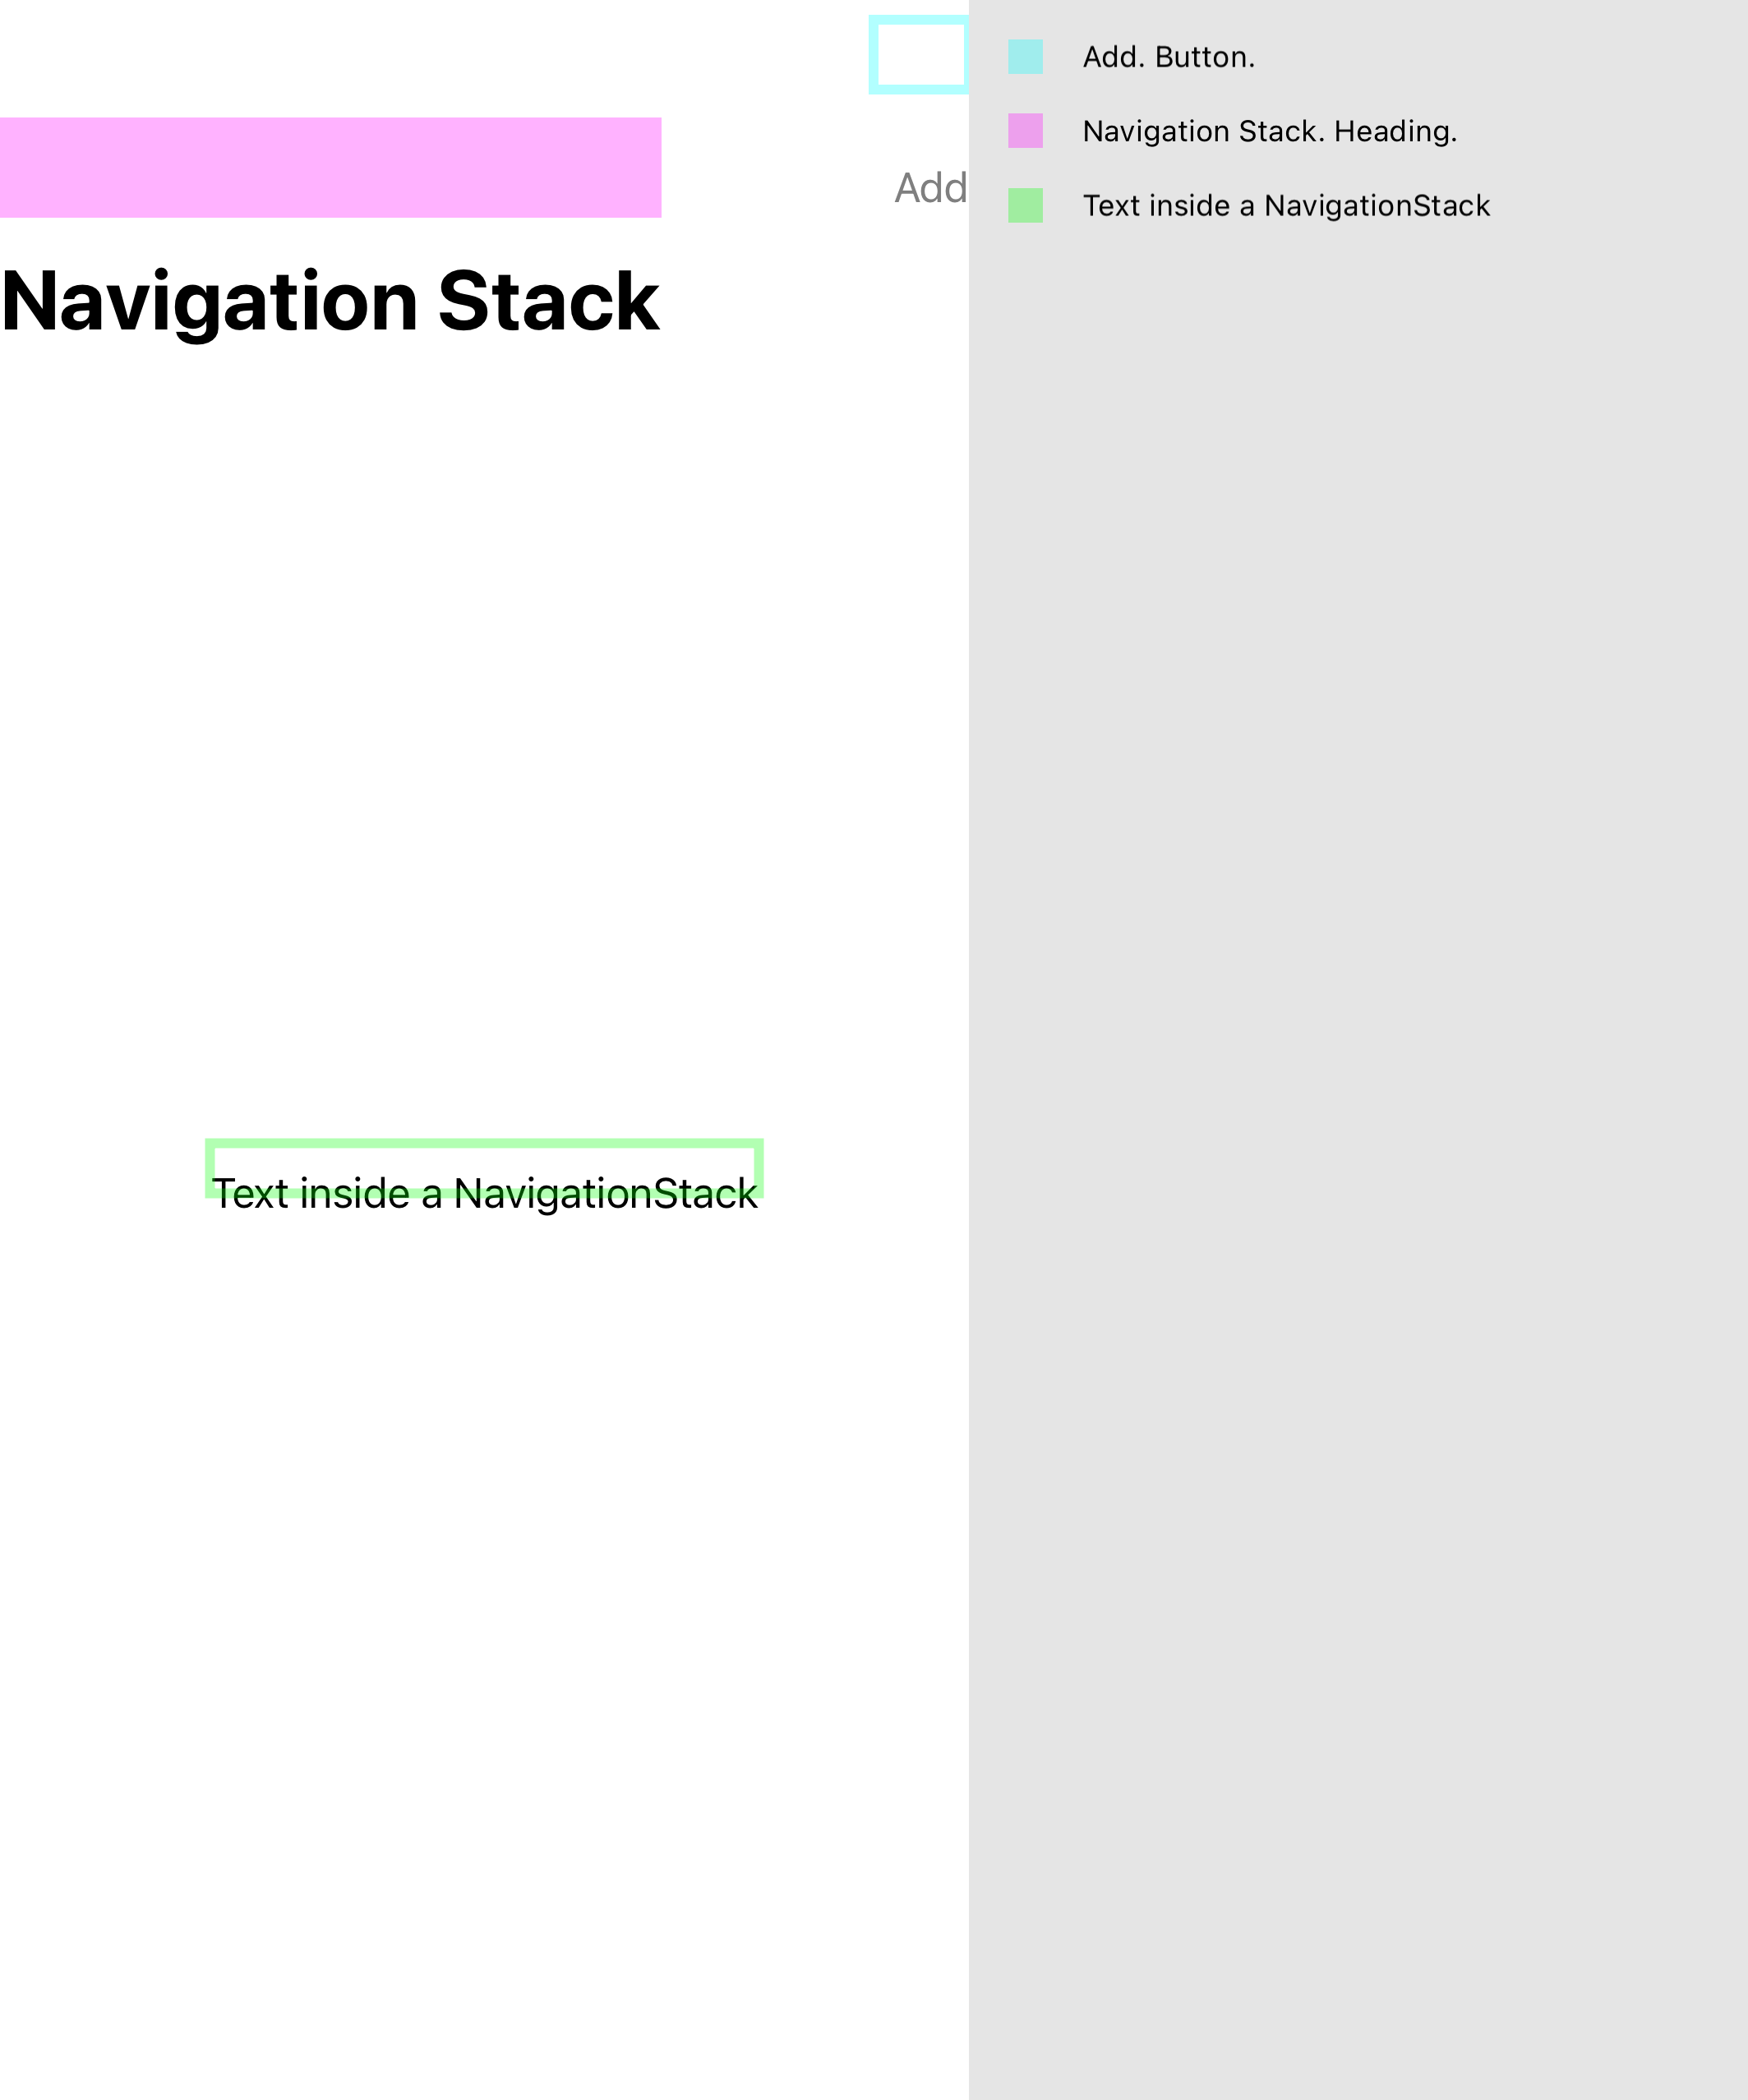 Add
Navigation Stack
Text inside a NavigationStack
Add. Button.
Navigation Stack. Heading.
Text inside a NavigationStack